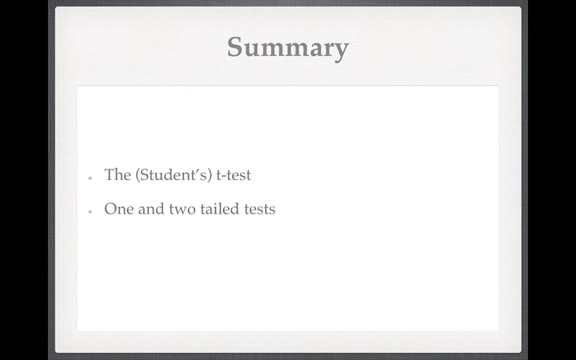 Summary
The (Student's) t-test
One and two tailed tests